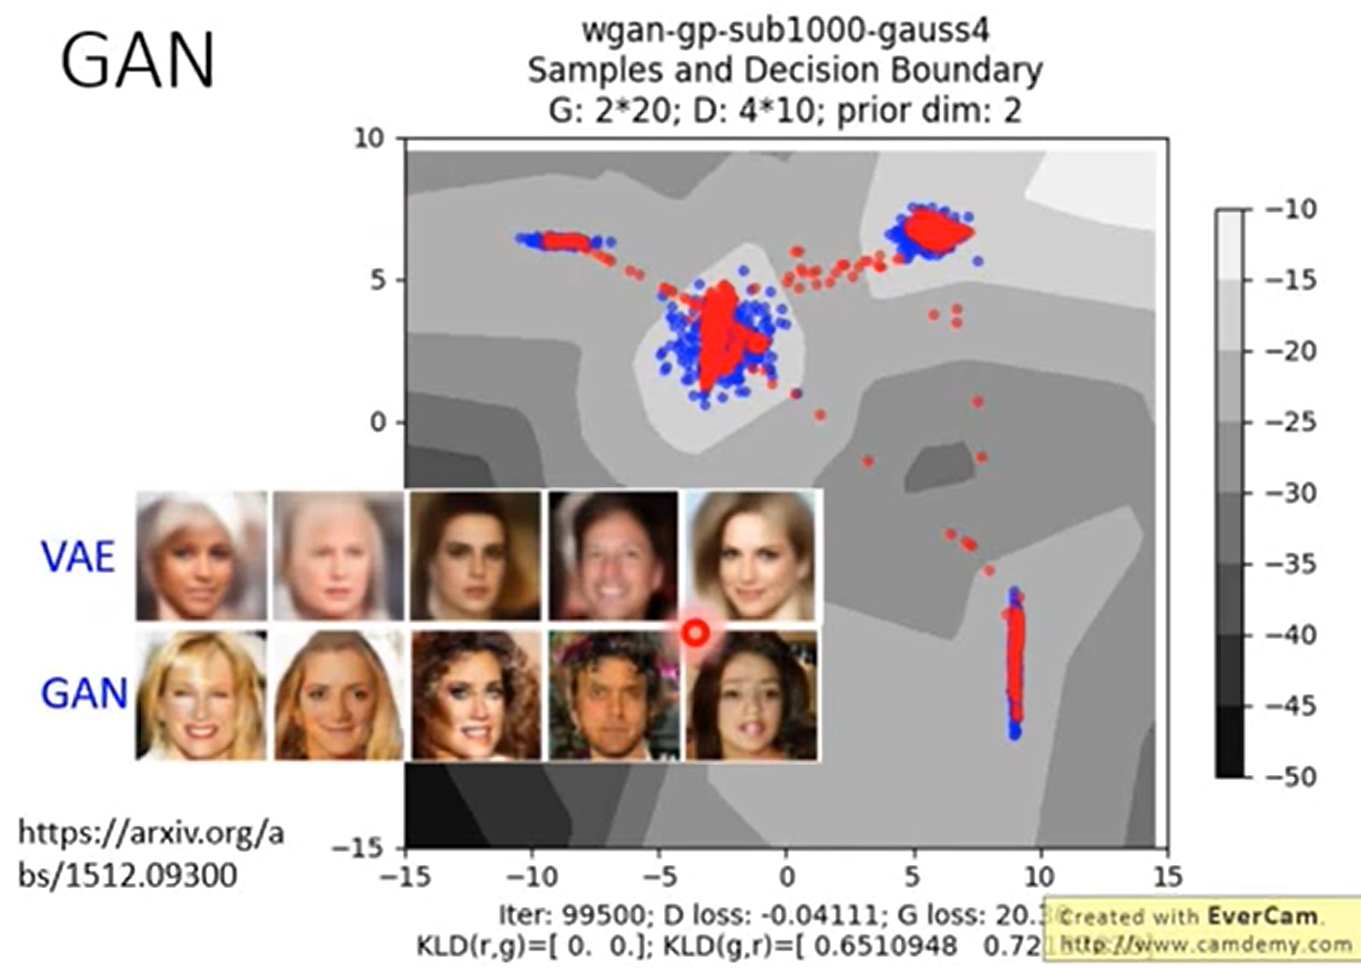 GAN
wgan-gp-sub1000-gauss4
Samples and Decision Boundary
G: 2*20; D: 4*10; prior dim: 2
10
5
0
−15
−15
−10
−5
0
5
10
15
−10
−15
−20
−25
−30
−35
−40
−45
−50
VAE
GAN
https://arxiv.org/a
bs/1512.09300
Iter: 99500; D loss: -0.04111; G loss: 20.3
KLD(r,g)=[ 0. 0.]; KLD(g,r)=[ 0.6510948 0.72
Created with EverCam.
http://www.camdemy.com